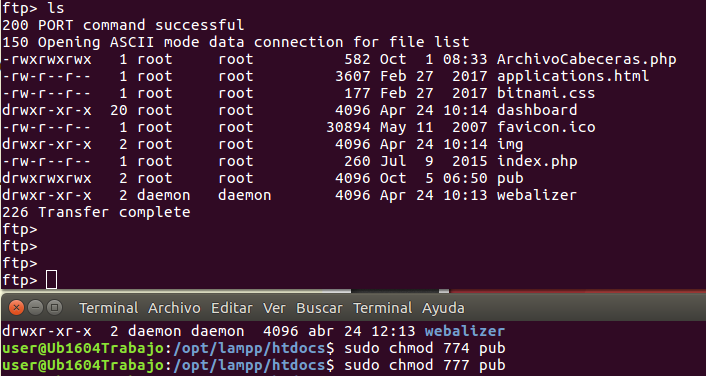 ftp> ls
200 PORT command successful
150 Opening ASCII mode data connection for file list
-rwxrwxrwx   1 root     root          582 Oct  1 08:33 ArchivoCabeceras.php
-rw-r--r--   1 root     root         3607 Feb 27  2017 applications.html
-rw-r--r--   1 root     root          177 Feb 27  2017 bitnami.css
drwxr-xr-x  20 root     root         4096 Apr 24 10:14 dashboard
-rw-r--r--   1 root     root        30894 May 11  2007 favicon.ico
drwxr-xr-x   2 root     root         4096 Apr 24 10:14 img
-rw-r--r--   1 root     root          260 Jul  9  2015 index.php
drwxrwxrwx   2 root     root         4096 Oct  5 06:50 pub
drwxr-xr-x   2 daemon   daemon       4096 Apr 24 10:13 webalizer
226 Transfer complete
ftp>
ftp>
ftp>
ftp>
Terminal Archivo Editar Ver Buscar Terminal Ayuda
drwxr-xr-x  2 daemon daemon  4096 abr 24 12:13 webalizer
user@Ub1604Trabajo:/opt/lampp/htdocs$ sudo chmod 774 pub
user@Ub1604Trabajo:/opt/lampp/htdocs$ sudo chmod 777 pub